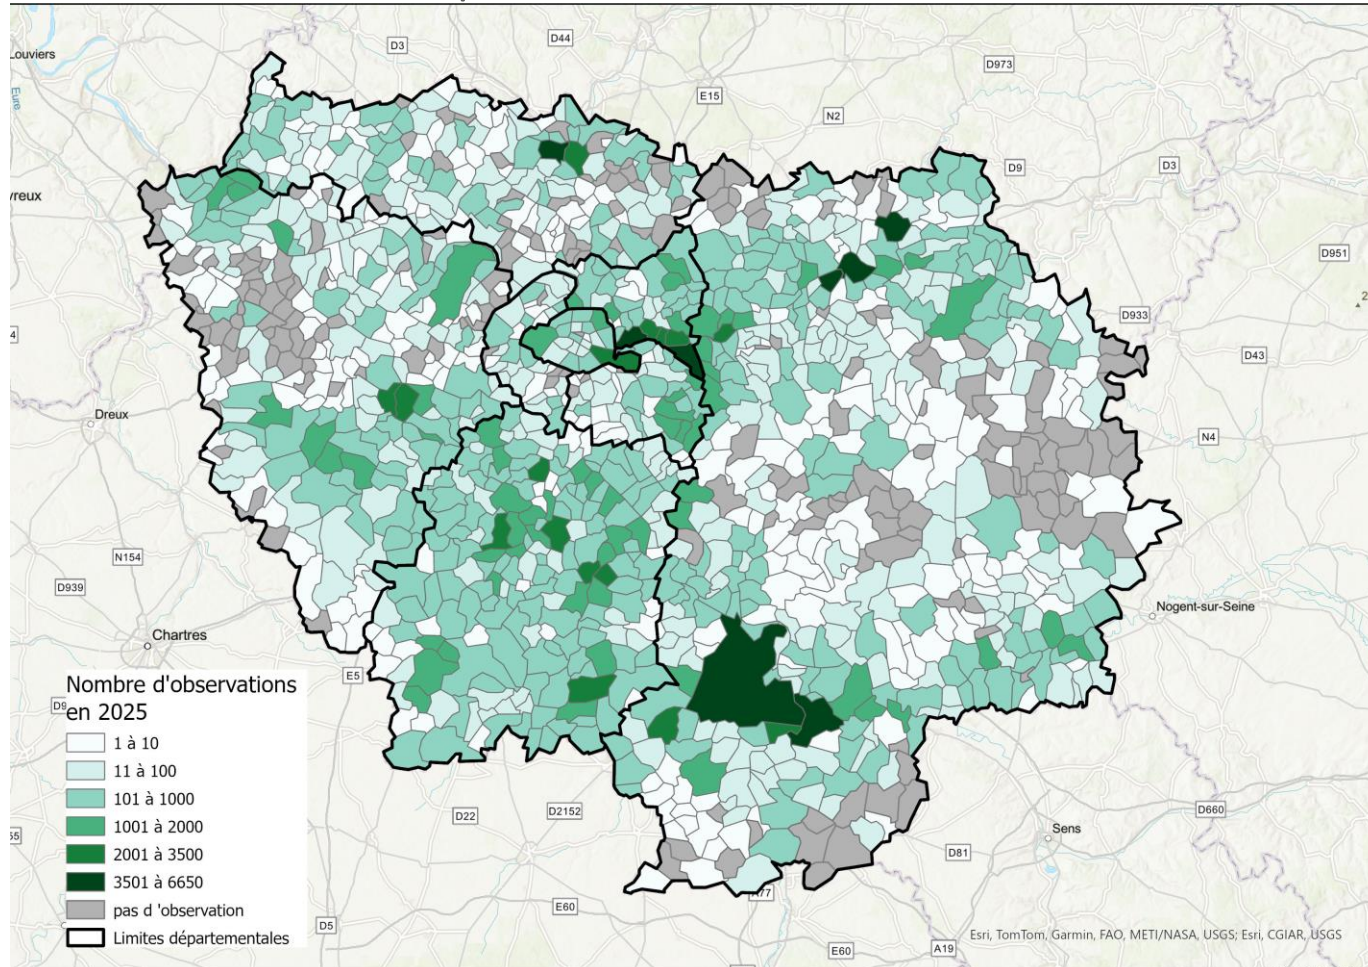 D44
D3
Louviers
D973
E15
Eure
N2
D9
D3
D951
D933
D43
Dreux
N4
N154
D939
Chartres
Nogent-sur-Seine
E5
Nombre d'observations
en 2025
1 à 10
11 à 100
101 à 1000
1001 à 2000
2001 à 3500
3501 à 6650
pas d 'observation
Limites départementales
D22
D2152
D660
Sens
D81
E60
D5
E60
A19
Esri, TomTom, Garmin, FAO, METI/NASA, USGS; Esri, CGIAR, USGS